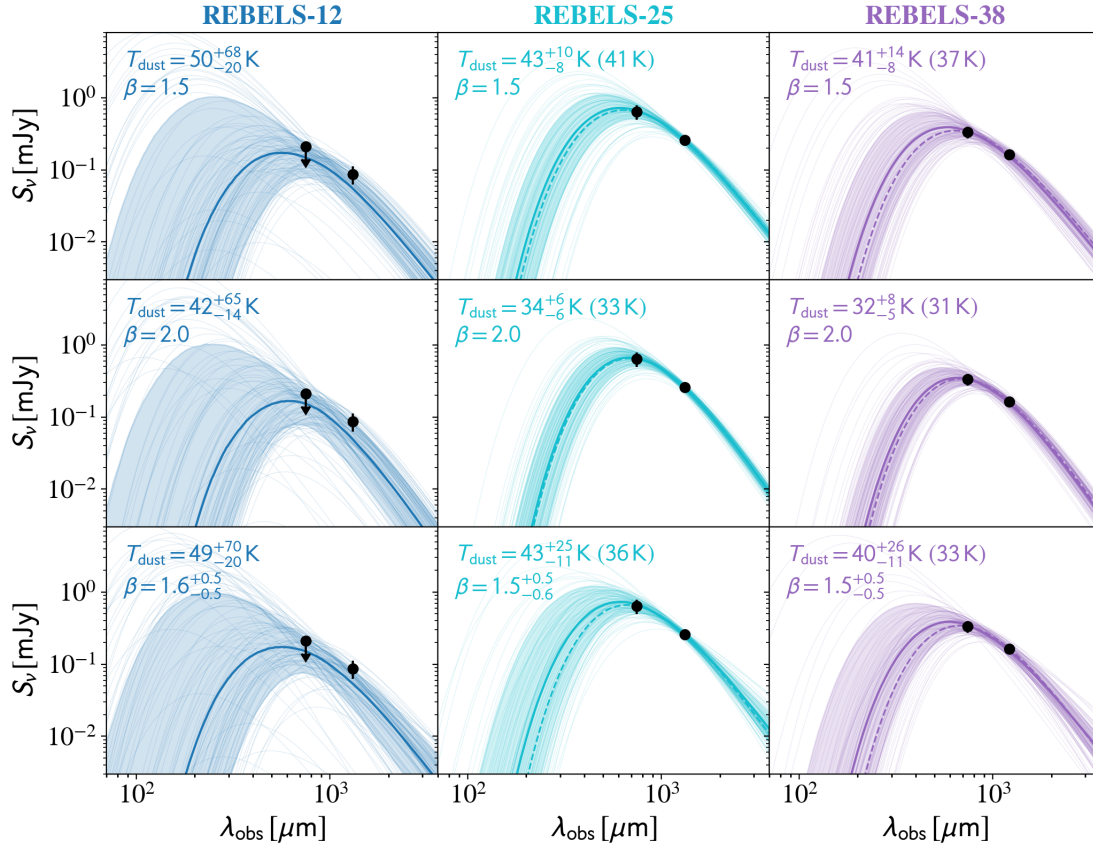 REBELS-12 REBELS-25 REBELS-38
T_dust = 50^{+68}_{-20} K T_dust = 43^{+10}_{-8} K (41 K) T_dust = 41^{+14}_{-8} K (37 K)
β = 1.5 β = 1.5 β = 1.5
10^0
10^{-1}
10^{-2}
S_ν [mJy]
T_dust = 42^{+65}_{-14} K T_dust = 34^{+6}_{-6} K (33 K) T_dust = 32^{+8}_{-5} K (31 K)
β = 2.0 β = 2.0 β = 2.0
10^0
10^{-1}
10^{-2}
S_ν [mJy]
T_dust = 49^{+70}_{-20} K T_dust = 43^{+25}_{-11} K (36 K) T_dust = 40^{+26}_{-11} K (33 K)
β = 1.6^{+0.5}_{-0.5} β = 1.5^{+0.5}_{-0.6} β = 1.5^{+0.5}_{-0.5}
10^0
10^{-1}
10^{-2}
S_ν [mJy]
10^2 10^3 10^2 10^3 10^2 10^3
λ_obs [μm] λ_obs [μm] λ_obs [μm]